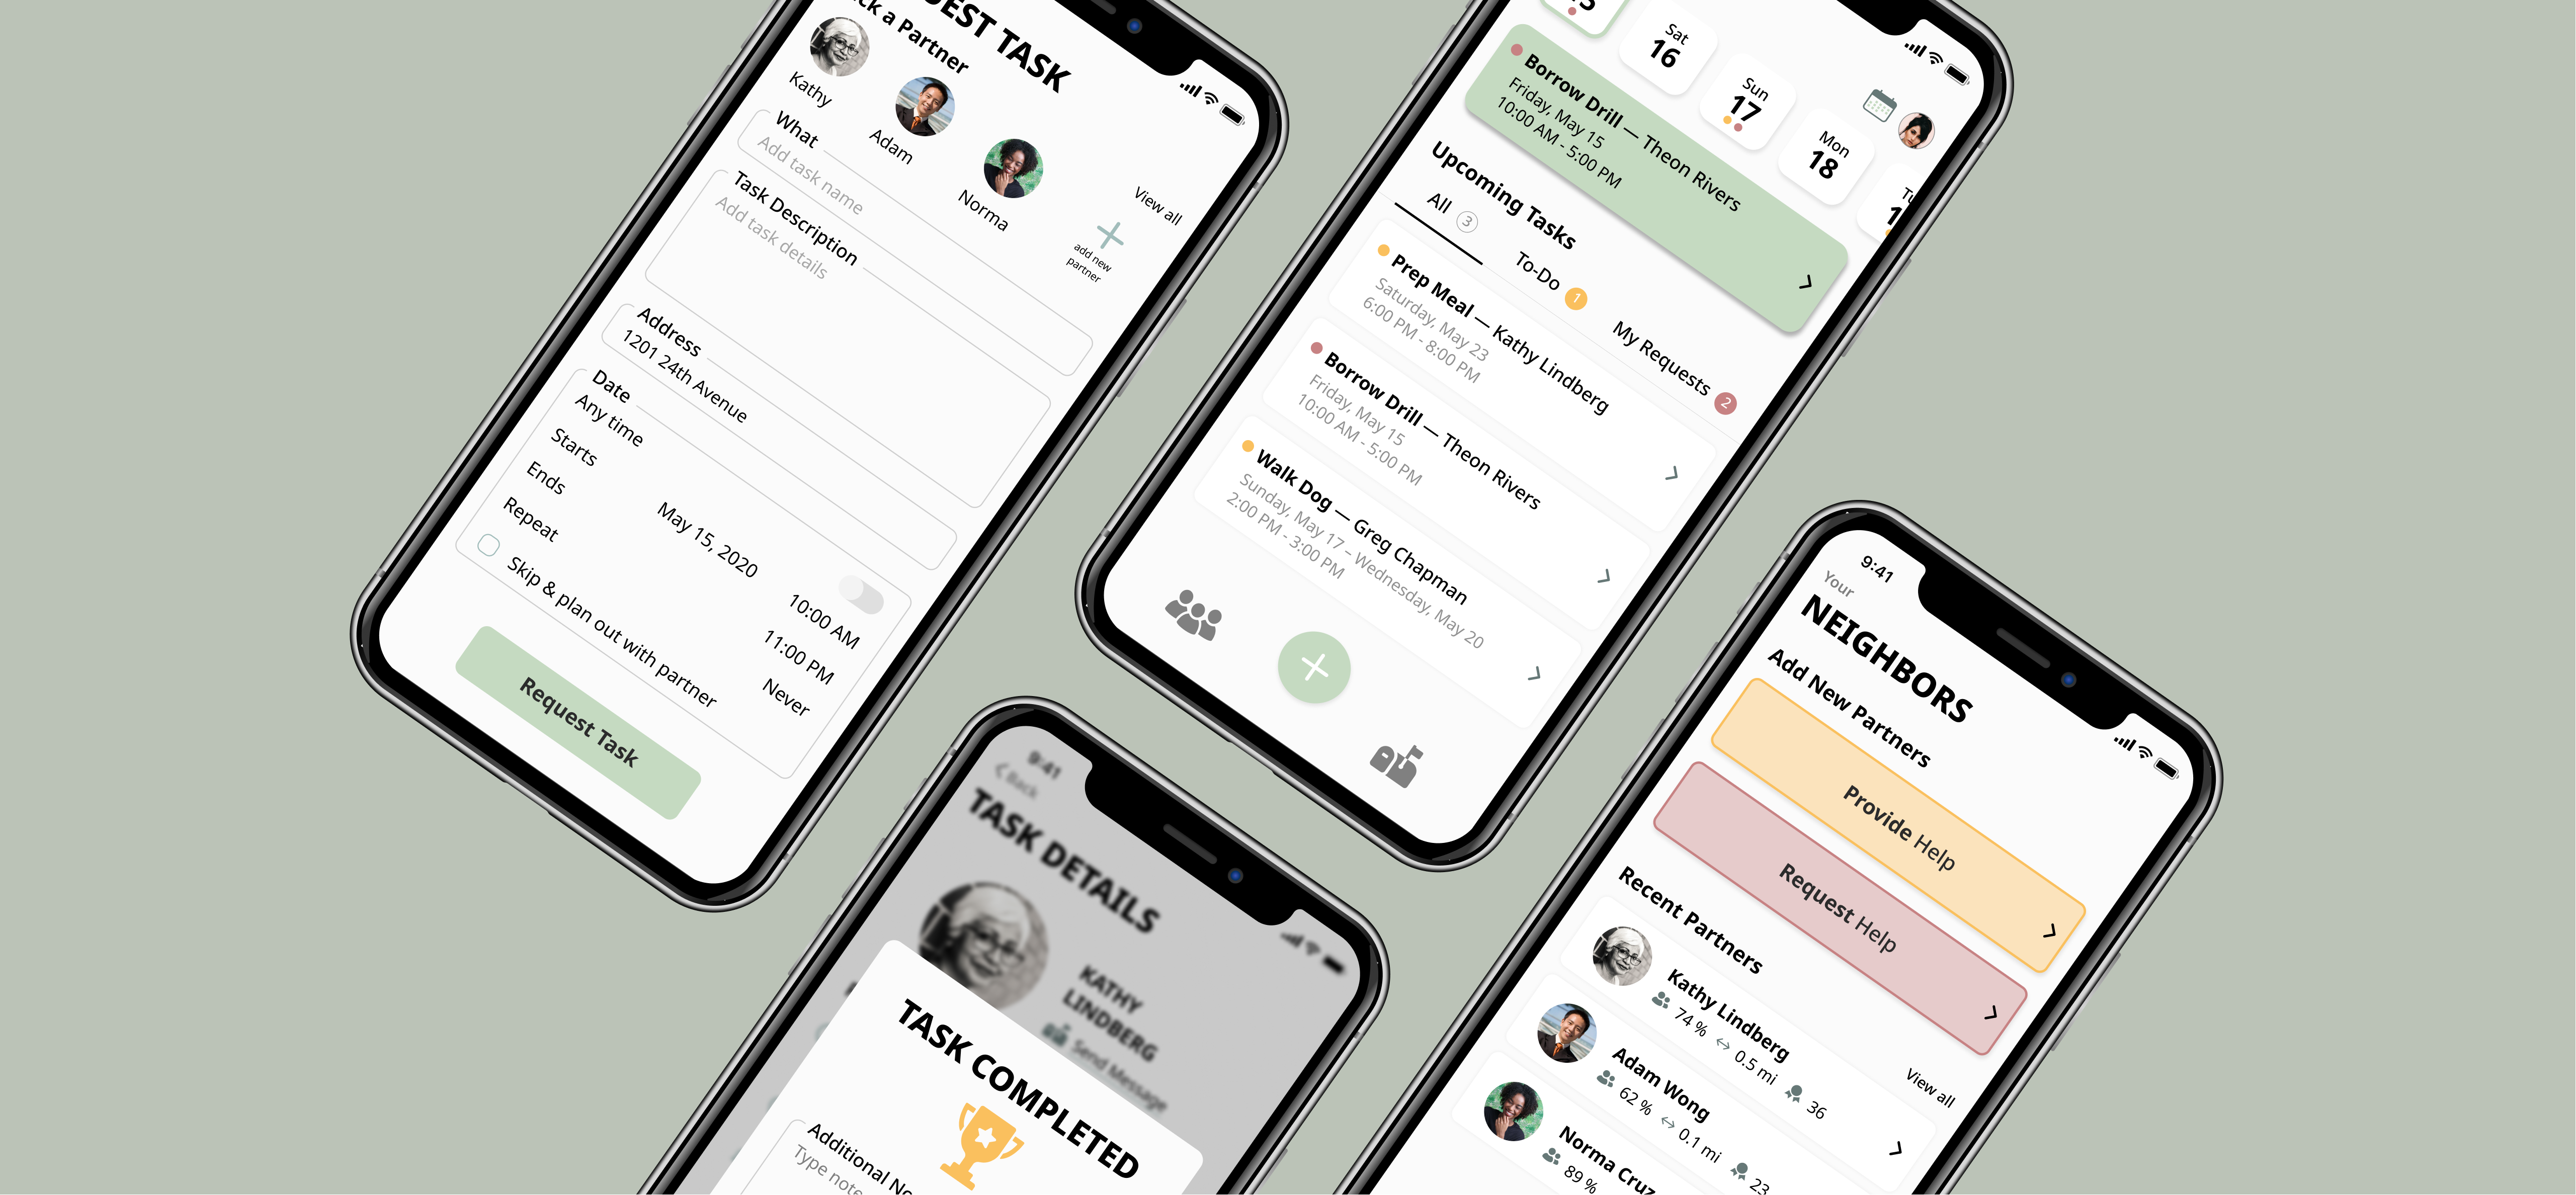 EST TASK
ck a Partner
Kathy
Adam
Norma
View all
add new
partner
What
Add task name
Task Description
Add task details
Address
1201 24th Avenue
Date
Any time
Starts
May 15, 2020
10:00 AM
Ends
11:00 PM
Repeat
Never
Skip & plan out with partner
Request Task
15
Sat
16
Sun
17
Mon
18
Tu
1
Borrow Drill — Theon Rivers
Friday, May 15
10:00 AM - 5:00 PM
Upcoming Tasks
All 3
To-Do 1
My Requests 2
Prep Meal — Kathy Lindberg
Saturday, May 23
6:00 PM - 8:00 PM
Borrow Drill — Theon Rivers
Friday, May 15
10:00 AM - 5:00 PM
Walk Dog — Greg Chapman
Sunday, May 17 – Wednesday, May 20
2:00 PM - 3:00 PM
9:41
Back
TASK DETAILS
KATHY
LINDBERG
Send Message
TASK COMPLETED
Additional No
Type note
9:41
Your
NEIGHBORS
Add New Partners
Provide Help
Request Help
Recent Partners
View all
Kathy Lindberg
74 % 0.5 mi 36
Adam Wong
62 % 0.1 mi 23
Norma Cruz
89 %